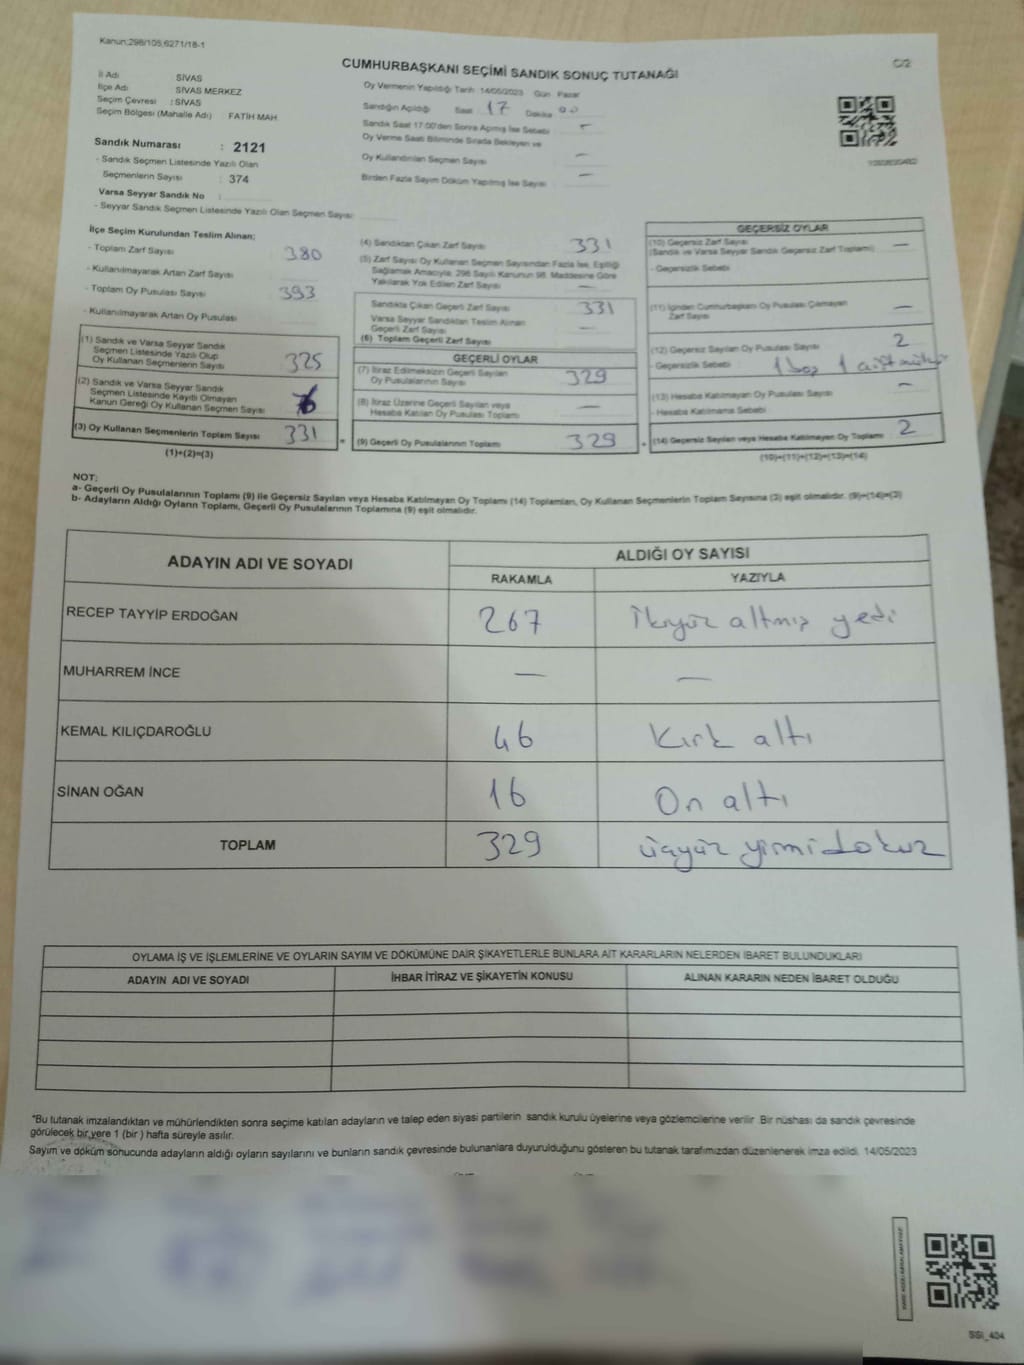 Kanun:298/105,6271/18-1
C/2
CUMHURBAŞKANI SEÇİMİ SANDIK SONUÇ TUTANAĞI
İl Adı SİVAS
İlçe Adı SİVAS MERKEZ
Seçim Çevresi : SİVAS
Seçim Bölgesi (Mahalle Adı) FATİH MAH.
Sandık Numarası : 2121
- Sandık Seçmen Listesinde Yazılı Olan
Seçmenlerin Sayısı : 374
Varsa Seyyar Sandık No :
- Seyyar Sandık Seçmen Listesinde Yazılı Olan Seçmen Sayısı
Oy Vermenin Yapıldığı Tarih 14/05/2023 Gün Pazar
Sandığın Açıldığı Saat 17 Dakika 00
Sandık Saat 17:00'den Sonra Açmış İse Sebebi -
Oy Verme Saati Bitiminde Sırada Bekleyen ve
Oy Kullandırılan Seçmen Sayısı -
Birden Fazla Sayım Döküm Yapılmış İse Sayısı -
İlçe Seçim Kurulundan Teslim Alınan;
- Toplam Zarf Sayısı 380
- Kullanılmayarak Artan Zarf Sayısı
- Toplam Oy Pusulası Sayısı 393
- Kullanılmayarak Artan Oy Pusulası
(1) Sandık ve Varsa Seyyar Sandık
Seçmen Listesinde Yazılı Olup
Oy Kullanan Seçmenlerin Sayısı 325
(2) Sandık ve Varsa Seyyar Sandık
Seçmen Listesinde Kayıtlı Olmayan
Kanun Gereği Oy Kullanan Seçmen Sayısı 6
(3) Oy Kullanan Seçmenlerin Toplam Sayısı 331
(1)+(2)=(3)
(4) Sandıktan Çıkan Zarf Sayısı 331
(5) Zarf Sayısı Oy Kullanan Seçmen Sayısından Fazla İse, Eşitliği
Sağlamak Amacıyla, 298 Sayılı Kanunun 98. Maddesine Göre
Yakılarak Yok Edilen Zarf Sayısı -
Sandıkta Çıkan Geçerli Zarf Sayısı 331
Varsa Seyyar Sandıktan Teslim Alınan
Geçerli Zarf Sayısı -
(6) Toplam Geçerli Zarf Sayısı
GEÇERLİ OYLAR
(7) İtiraz Edilmeksizin Geçerli Sayılan
Oy Pusulalarının Sayısı 329
(8) İtiraz Üzerine Geçerli Sayılan veya
Hesaba Katılan Oy Pusulası Toplamı -
= (9) Geçerli Oy Pusulalarının Toplamı 329
GEÇERSİZ OYLAR
(10) Geçersiz Zarf Sayısı
(Sandık ve Varsa Seyyar Sandık Geçersiz Zarf Toplamı) -
- Geçersizlik Sebebi
(11) İçinden Cumhurbaşkanı Oy Pusulası Çıkmayan
Zarf Sayısı -
(12) Geçersiz Sayılan Oy Pusulası Sayısı 2
- Geçersizlik Sebebi 1 boş 1 çift mühür
(13) Hesaba Katılmayan Oy Pusulası Sayısı -
- Hesaba Katılmama Sebebi
+ (14) Geçersiz Sayılan veya Hesaba Katılmayan Oy Toplamı 2
(10)+(11)+(12)+(13)=(14)
NOT:
a- Geçerli Oy Pusulalarının Toplamı (9) ile Geçersiz Sayılan veya Hesaba Katılmayan Oy Toplamı (14) Toplamları, Oy Kullanan Seçmenlerin Toplam Sayısına (3) eşit olmalıdır. (9)+(14)=(3)
b- Adayların Aldığı Oyların Toplamı, Geçerli Oy Pusulalarının Toplamına (9) eşit olmalıdır.
ADAYIN ADI VE SOYADI ALDIĞI OY SAYISI
RAKAMLA YAZIYLA
RECEP TAYYİP ERDOĞAN 267 İkiyüz altmış yedi
MUHARREM İNCE - -
KEMAL KILIÇDAROĞLU 46 Kırk altı
SİNAN OĞAN 16 On altı
TOPLAM 329 üçyüz yirmi dokuz
OYLAMA İŞ VE İŞLEMLERİNE VE OYLARIN SAYIM VE DÖKÜMÜNE DAİR ŞİKAYETLERLE BUNLARA AİT KARARLARIN NELERDEN İBARET BULUNDUKLARI
ADAYIN ADI VE SOYADI İHBAR İTİRAZ VE ŞİKAYETİN KONUSU ALINAN KARARIN NEDEN İBARET OLDUĞU
*Bu tutanak imzalandıktan ve mühürlendikten sonra seçime katılan adayların ve talep eden siyasi partilerin sandık kurulu üyelerine veya gözlemcilerine verilir. Bir nüshası da sandık çevresinde
görülecek bir yere 1 (bir ) hafta süreyle asılır.
Sayım ve döküm sonucunda adayların aldığı oyların sayılarını ve bunların sandık çevresinde bulunanlara duyurulduğunu gösteren bu tutanak tarafımızdan düzenlenerek imza edildi. 14/05/2023
SSI_404